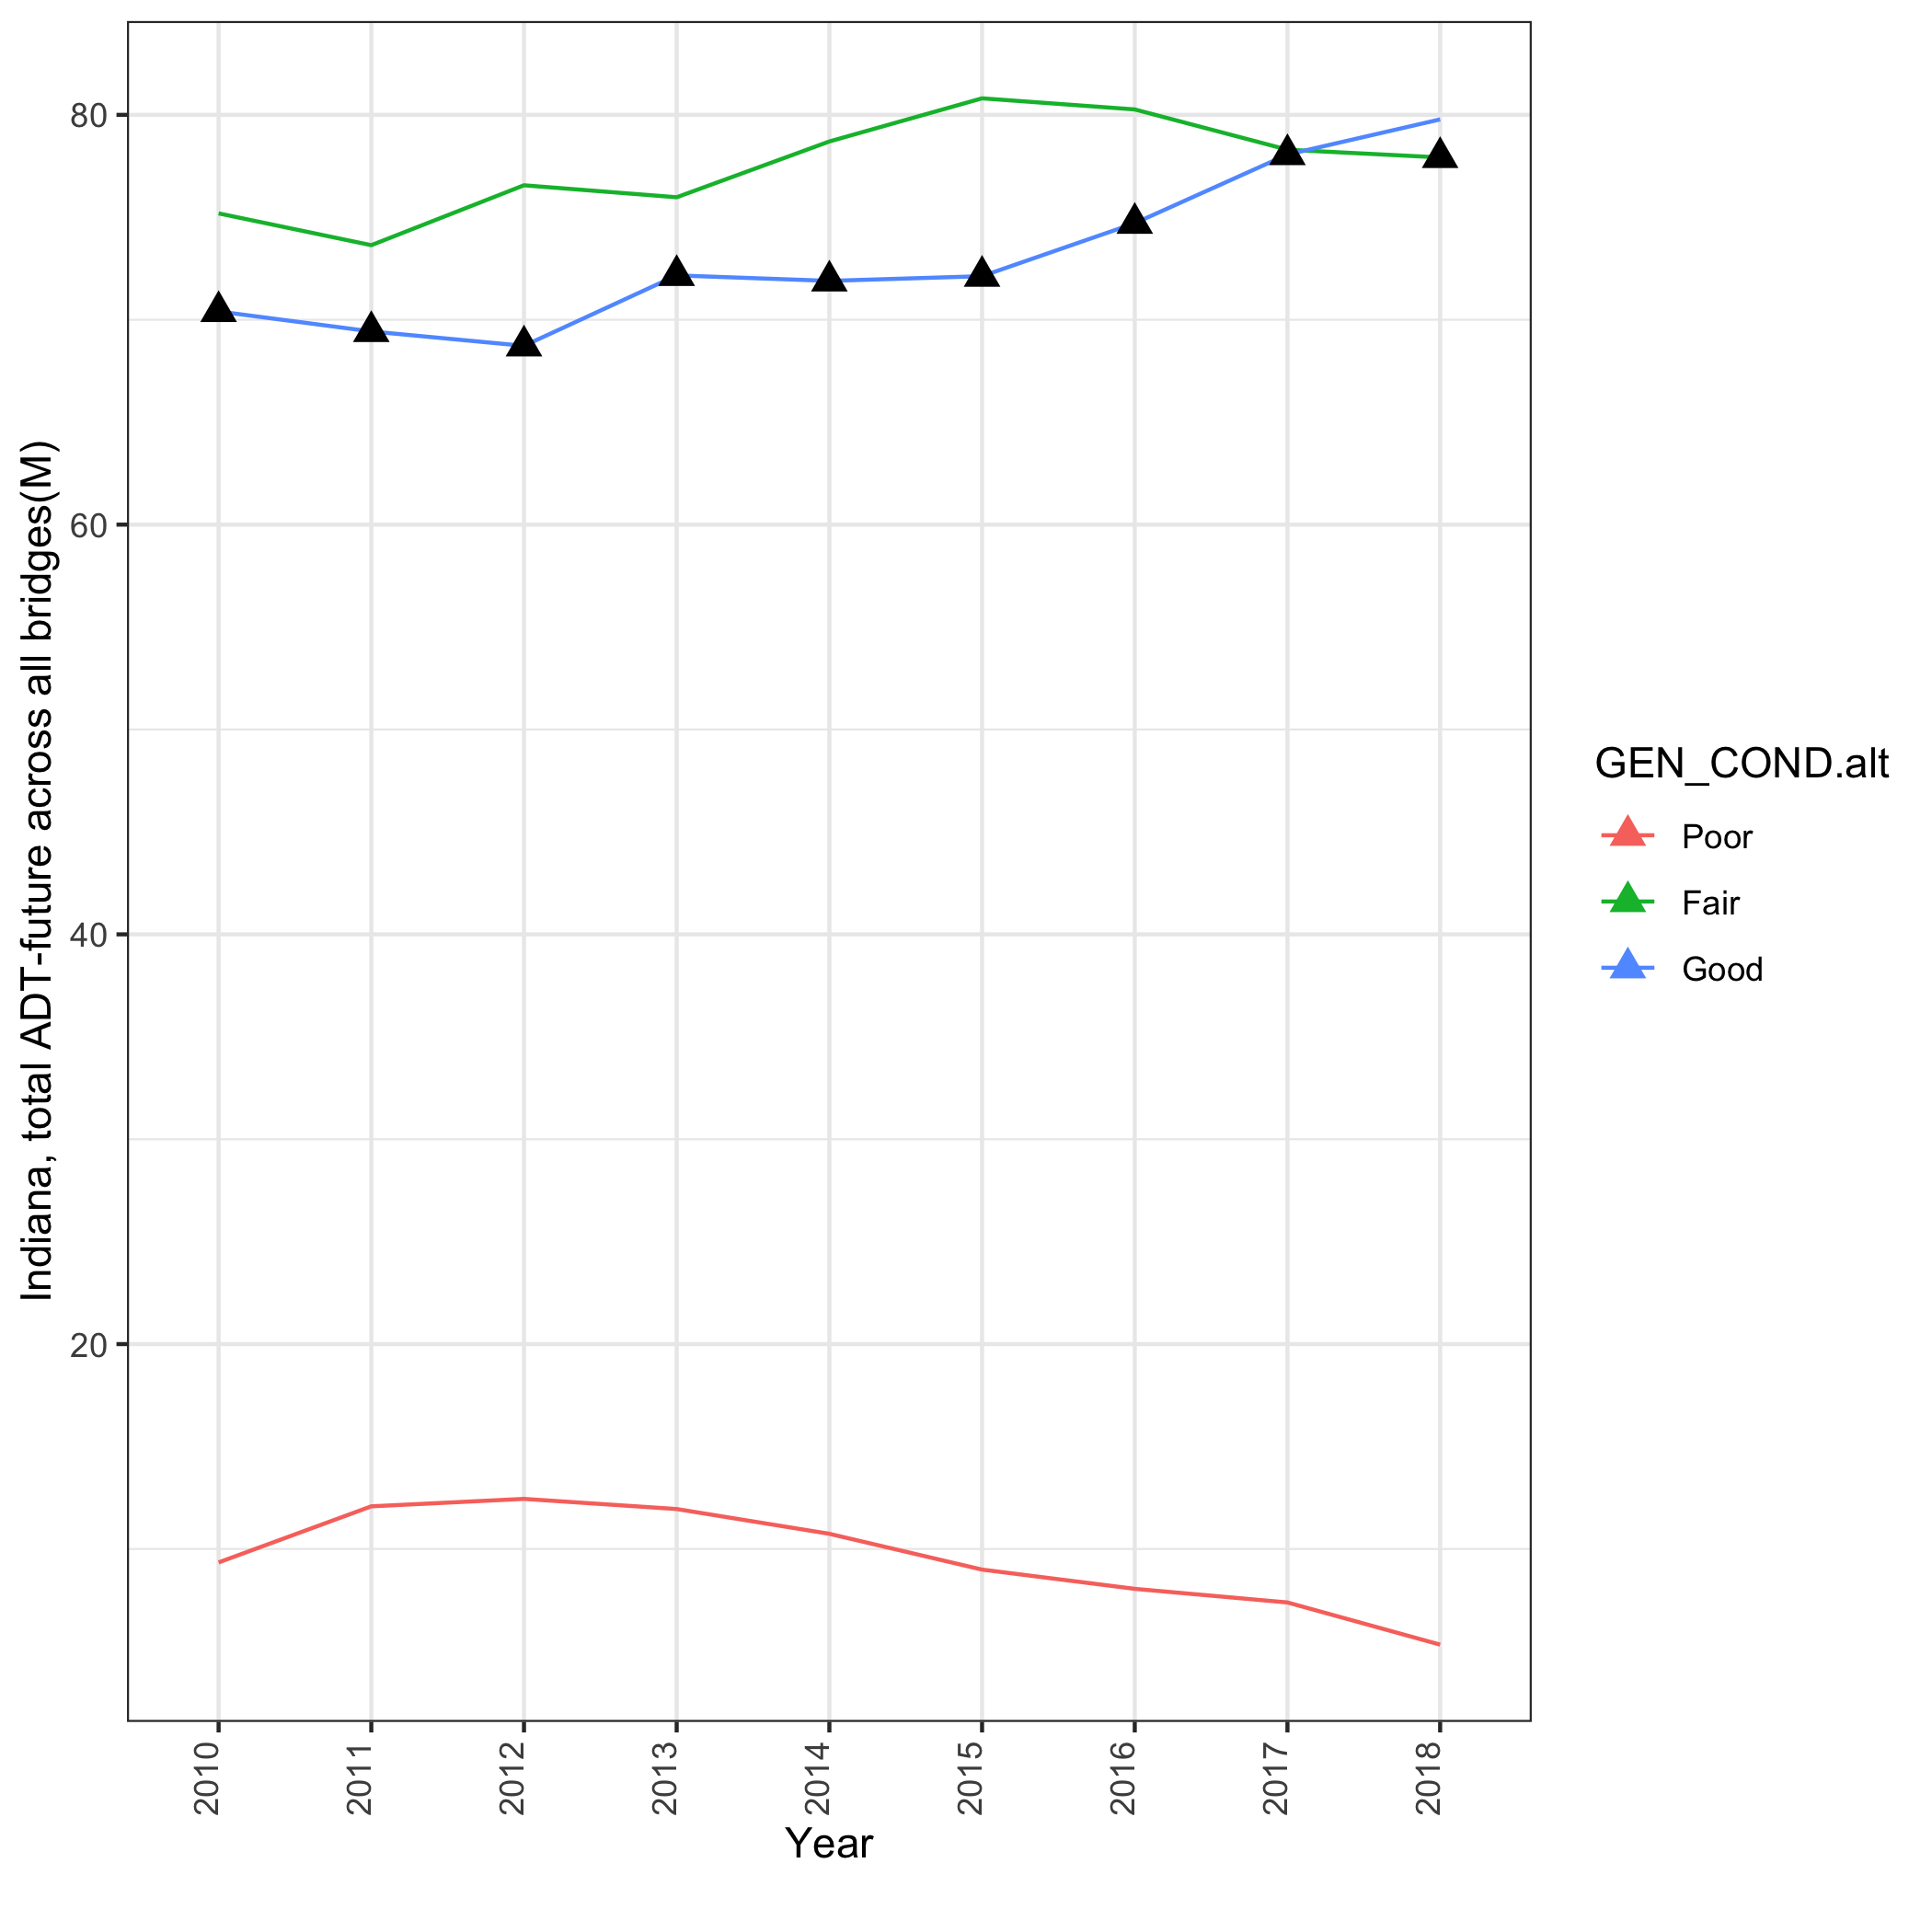 Indiana, total ADT-future across all bridges(M)
80
60
40
20
2010
2011
2012
2013
2014
2015
2016
2017
2018
Year
GEN_COND.alt
Poor
Fair
Good